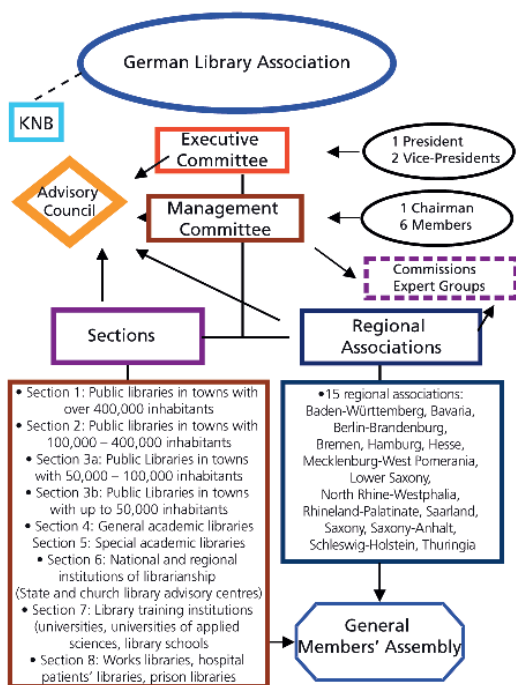 German Library Association
KNB
Executive
Committee
1 President
2 Vice-Presidents
Advisory
Council
Management
Committee
1 Chairman
6 Members
Commissions
Expert Groups
Sections
Regional
Associations
• Section 1: Public libraries in towns with
over 400,000 inhabitants
• Section 2: Public libraries in towns with
100,000 – 400,000 inhabitants
• Section 3a: Public Libraries in towns
with 50,000 – 100,000 inhabitants
• Section 3b: Public Libraries in towns
with up to 50,000 inhabitants
• Section 4: General academic libraries
Section 5: Special academic libraries
• Section 6: National and regional
institutions of librarianship
(State and church library advisory centres)
• Section 7: Library training institutions
(universities, universities of applied
sciences, library schools
• Section 8: Works libraries, hospital
patients’ libraries, prison libraries
•15 regional associations:
Baden-Württemberg, Bavaria,
Berlin-Brandenburg,
Bremen, Hamburg, Hesse,
Mecklenburg-West Pomerania,
Lower Saxony,
North Rhine-Westphalia,
Rhineland-Palatinate, Saarland,
Saxony, Saxony-Anhalt,
Schleswig-Holstein, Thuringia
General
Members’ Assembly